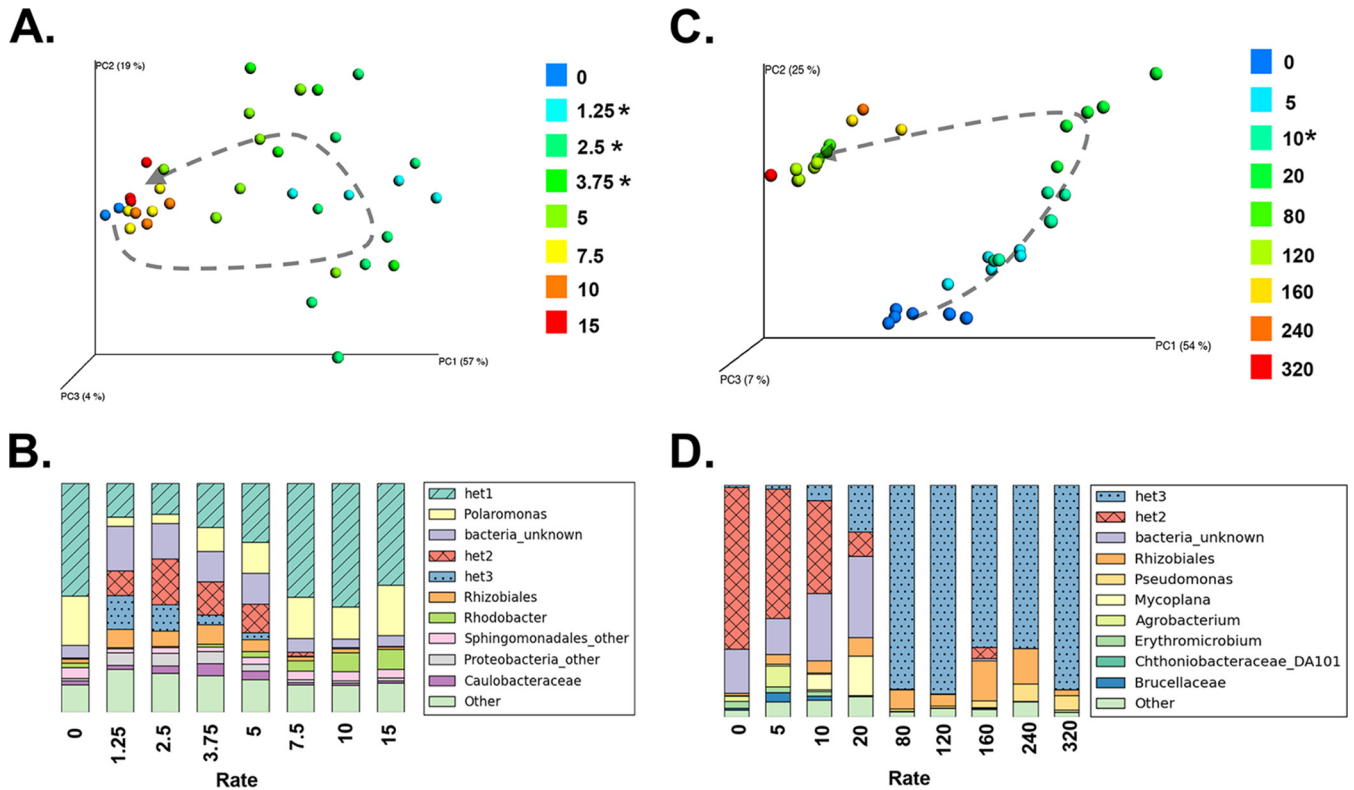 A.
PC2 (19 %)
PC1 (57 %)
PC3 (4 %)
0
1.25*
2.5 *
3.75 *
5
7.5
10
15
C.
PC2 (25 %)
PC1 (54 %)
PC3 (7 %)
0
5
10*
20
80
120
160
240
320
B.
het1
Polaromonas
bacteria_unknown
het2
het3
Rhizobiales
Rhodobacter
Sphingomonadales_other
Proteobacteria_other
Caulobacteraceae
Other
0 1.25 2.5 3.75 5 7.5 10 15
Rate
D.
het3
het2
bacteria_unknown
Rhizobiales
Pseudomonas
Mycoplana
Agrobacterium
Erythromicrobium
Chthoniobacteraceae_DA101
Brucellaceae
Other
0 5 10 20 80 120 160 240 320
Rate